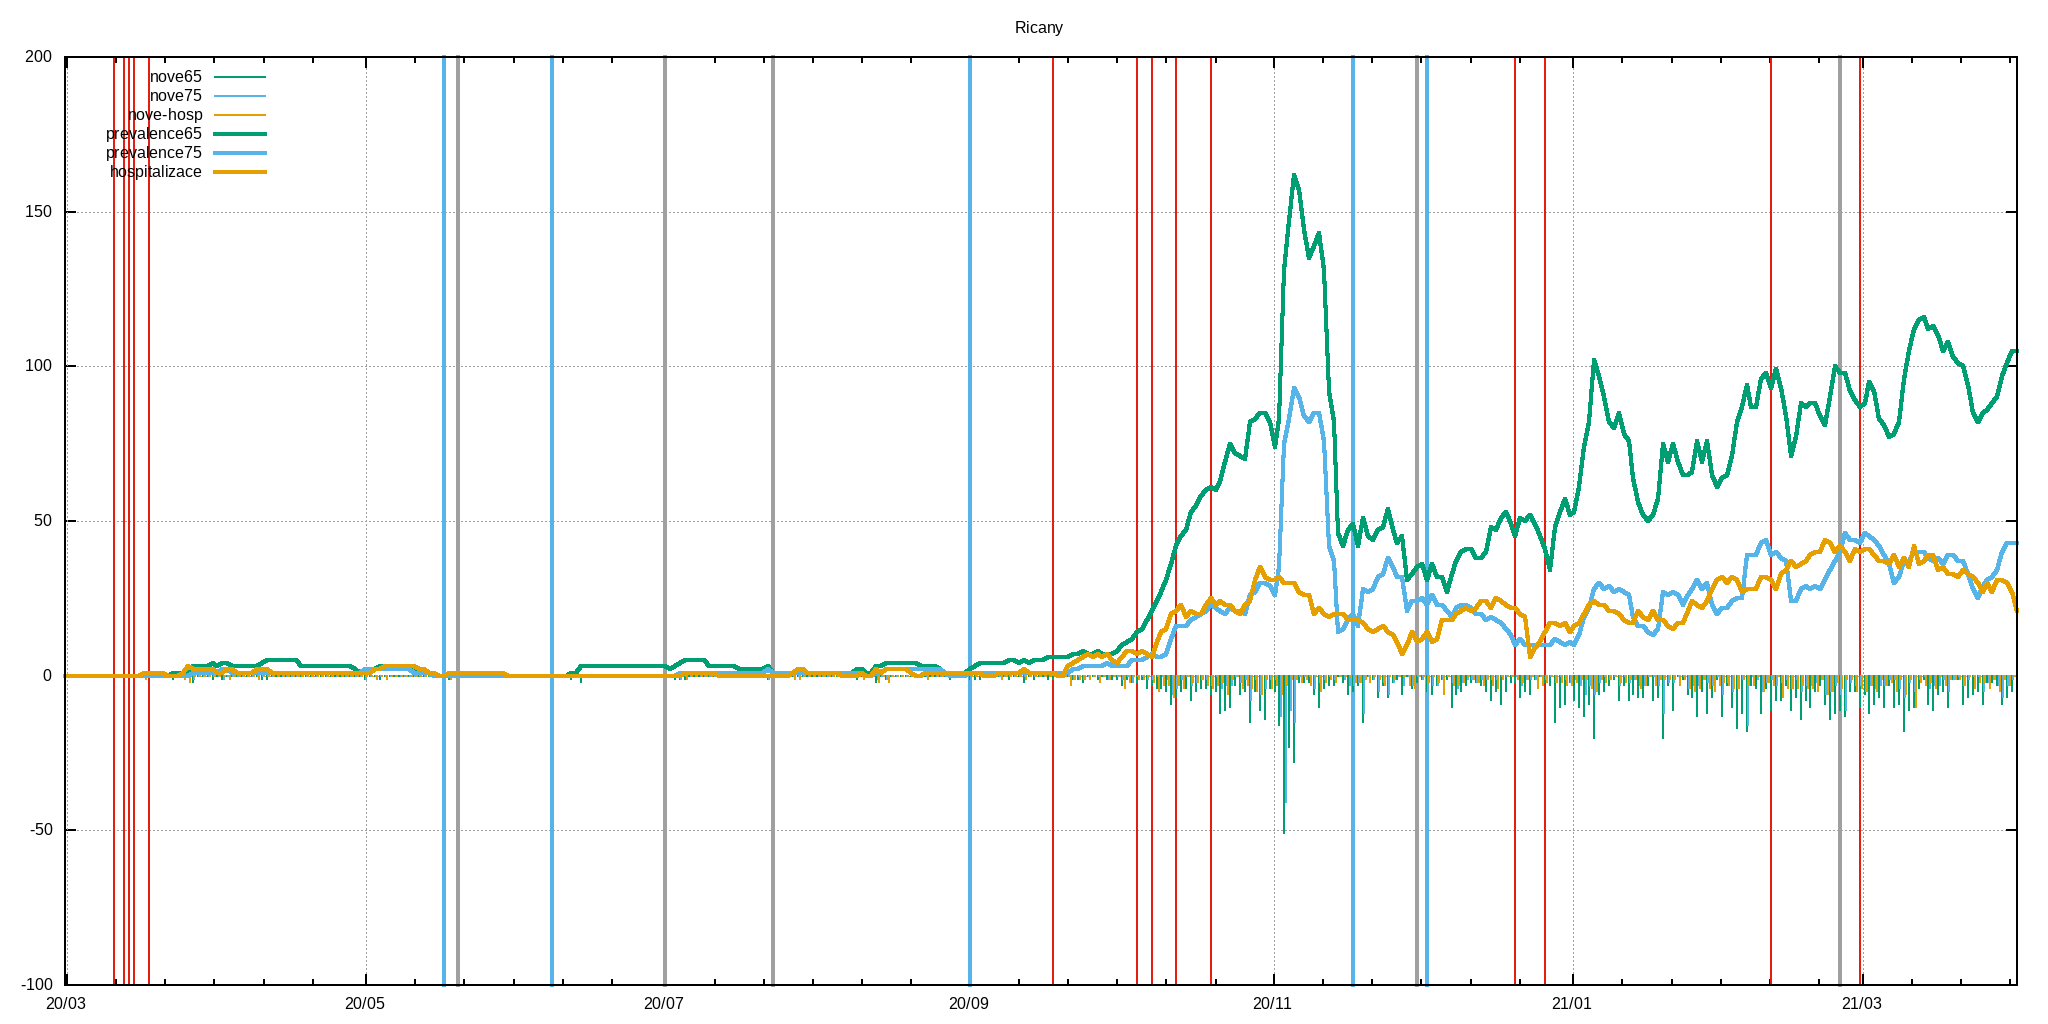 Ricany
200
nove65
nove75
nove-hosp
prevalence65
prevalence75
hospitalizace
150
100
50
0
-50
-100
20/03 20/05 20/07 20/09 20/11 21/01 21/03